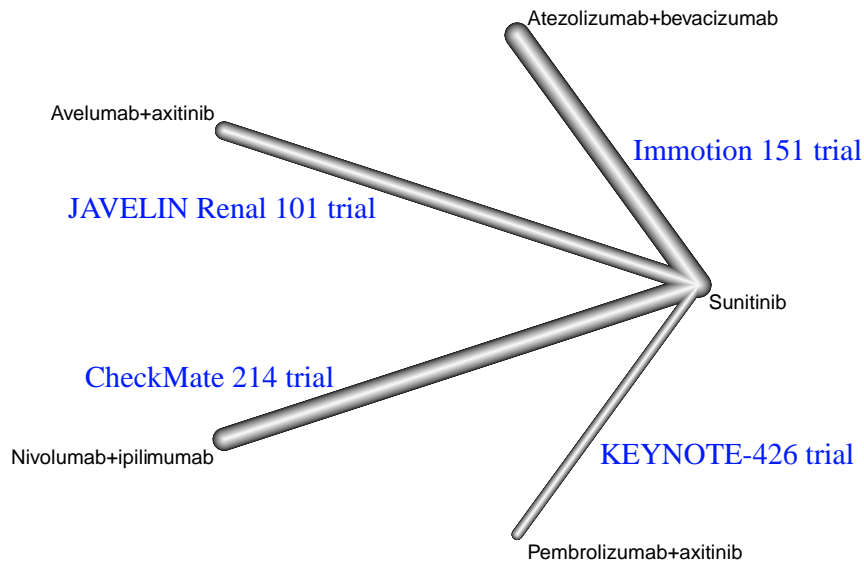 Atezolizumab+bevacizumab
Avelumab+axitinib
Immotion 151 trial
JAVELIN Renal 101 trial
Sunitinib
CheckMate 214 trial
Nivolumab+ipilimumab
KEYNOTE-426 trial
Pembrolizumab+axitinib